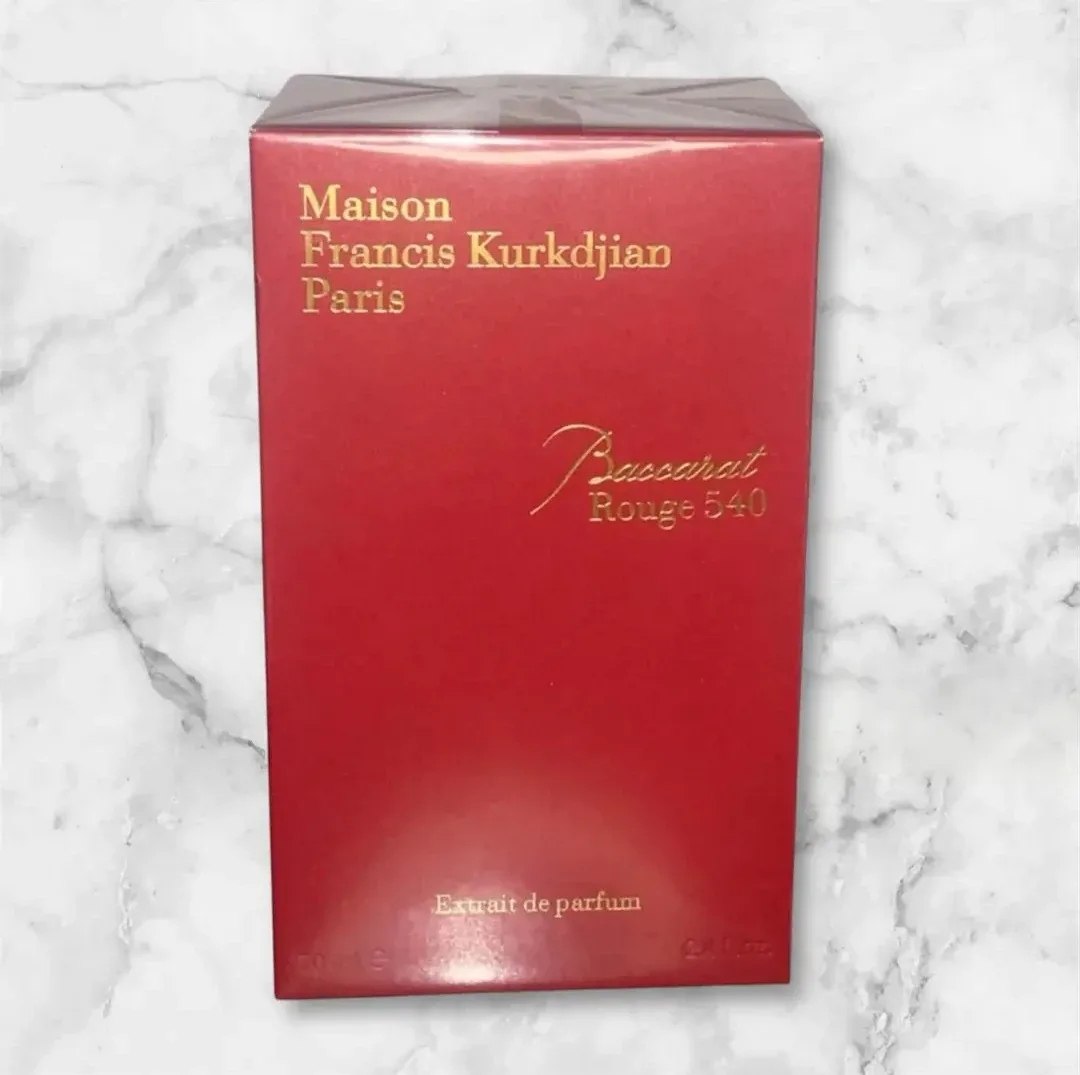 Maison
Francis Kurkdjian
Paris
Baccarat
Rouge 540
Extrait de parfum